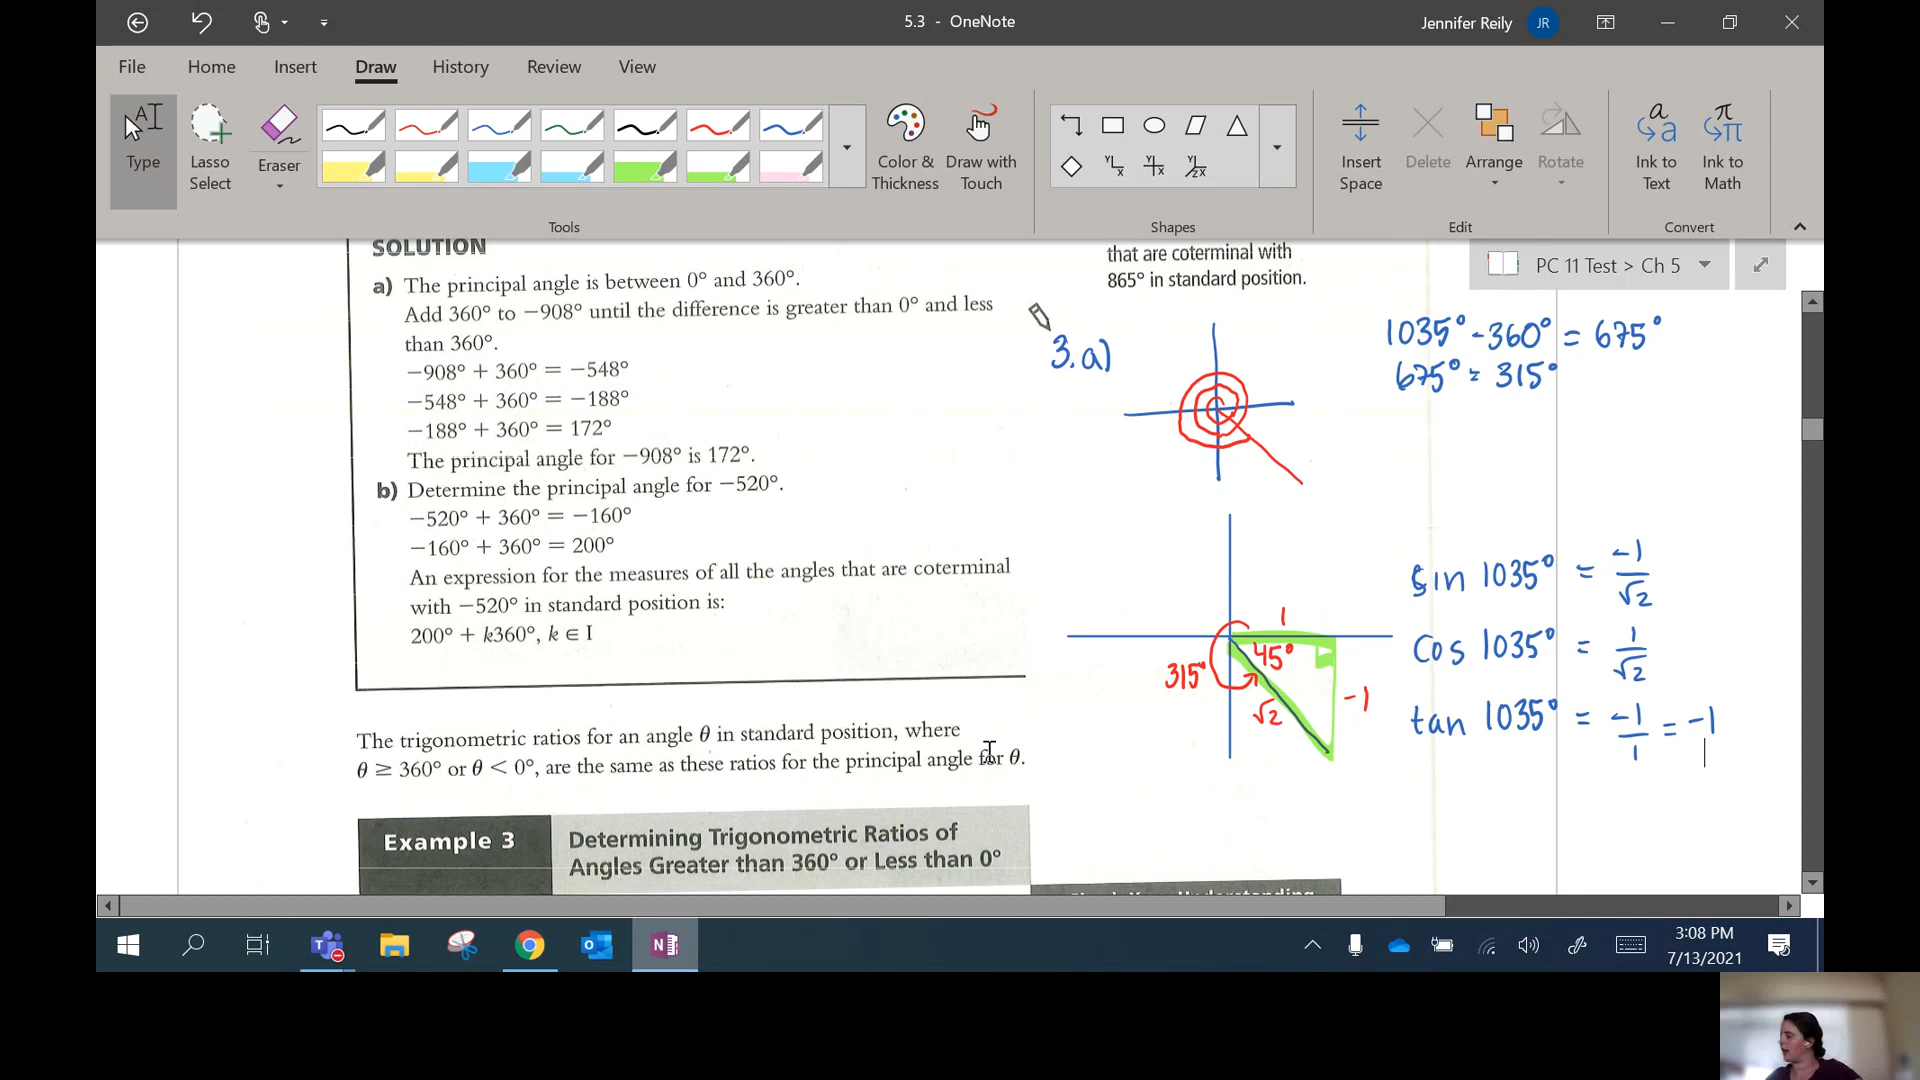 5.3 - OneNote
Jennifer Reily
JR
File
Home
Insert
Draw
History
Review
View
Type
Lasso Select
Eraser
Color & Thickness
Draw with Touch
Insert Space
Delete
Arrange
Rotate
Ink to Text
Ink to Math
Tools
Shapes
Edit
Convert
PC 11 Test > Ch 5
SOLUTION
a) The principal angle is between 0° and 360°.
Add 360° to −908° until the difference is greater than 0° and less
than 360°.
−908° + 360° = −548°
−548° + 360° = −188°
−188° + 360° = 172°
The principal angle for −908° is 172°.
b) Determine the principal angle for −520°.
−520° + 360° = −160°
−160° + 360° = 200°
An expression for the measures of all the angles that are coterminal
with −520° in standard position is:
200° + k360°, k ∈ I
The trigonometric ratios for an angle θ in standard position, where
θ ≥ 360° or θ < 0°, are the same as these ratios for the principal angle for θ.
Example 3
Determining Trigonometric Ratios of
Angles Greater than 360° or Less than 0°
that are coterminal with
865° in standard position.
3. a)
1035° - 360° = 675°
675° = 315°
1
45°
315°
√2
-1
sin 1035° = -1/√2
cos 1035° = 1/√2
tan 1035° = -1/1 = -1
Understanding
3:08 PM
7/13/2021